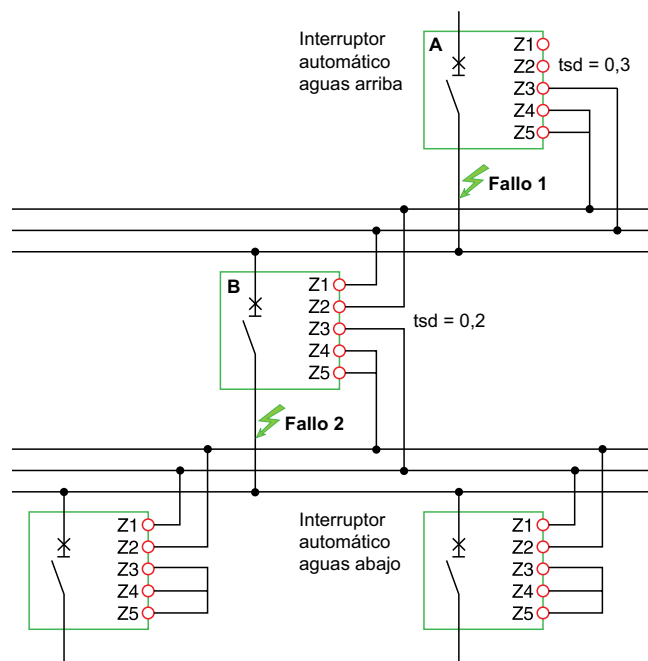 Interruptor
automático
aguas arriba
A
Z1
Z2
Z3
Z4
Z5
tsd = 0,3
Fallo 1
B
Z1
Z2
Z3
Z4
Z5
tsd = 0,2
Fallo 2
Z1
Z2
Z3
Z4
Z5
Interruptor
automático
aguas abajo
Z1
Z2
Z3
Z4
Z5